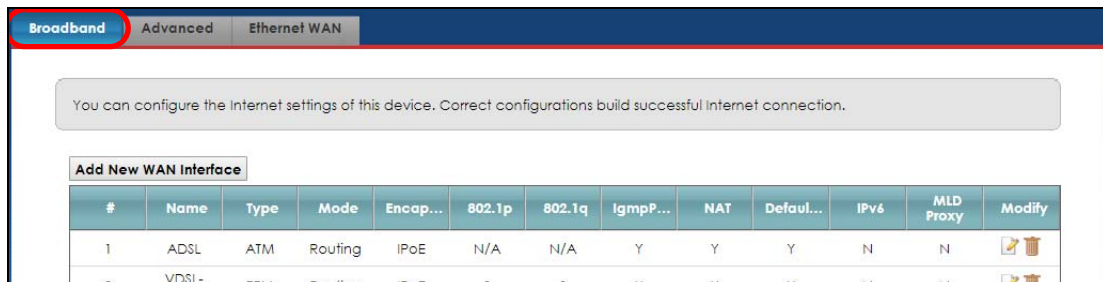 Broadband Advanced Ethernet WAN
You can configure the Internet settings of this device. Correct configurations build successful Internet connection.
Add New WAN Interface
# Name Type Mode Encap... 802.1p 802.1q IgmpP... NAT Defaul... IPv6 MLD Proxy Modify
1 ADSL ATM Routing IPoE N/A N/A Y Y Y N N
VDSL-